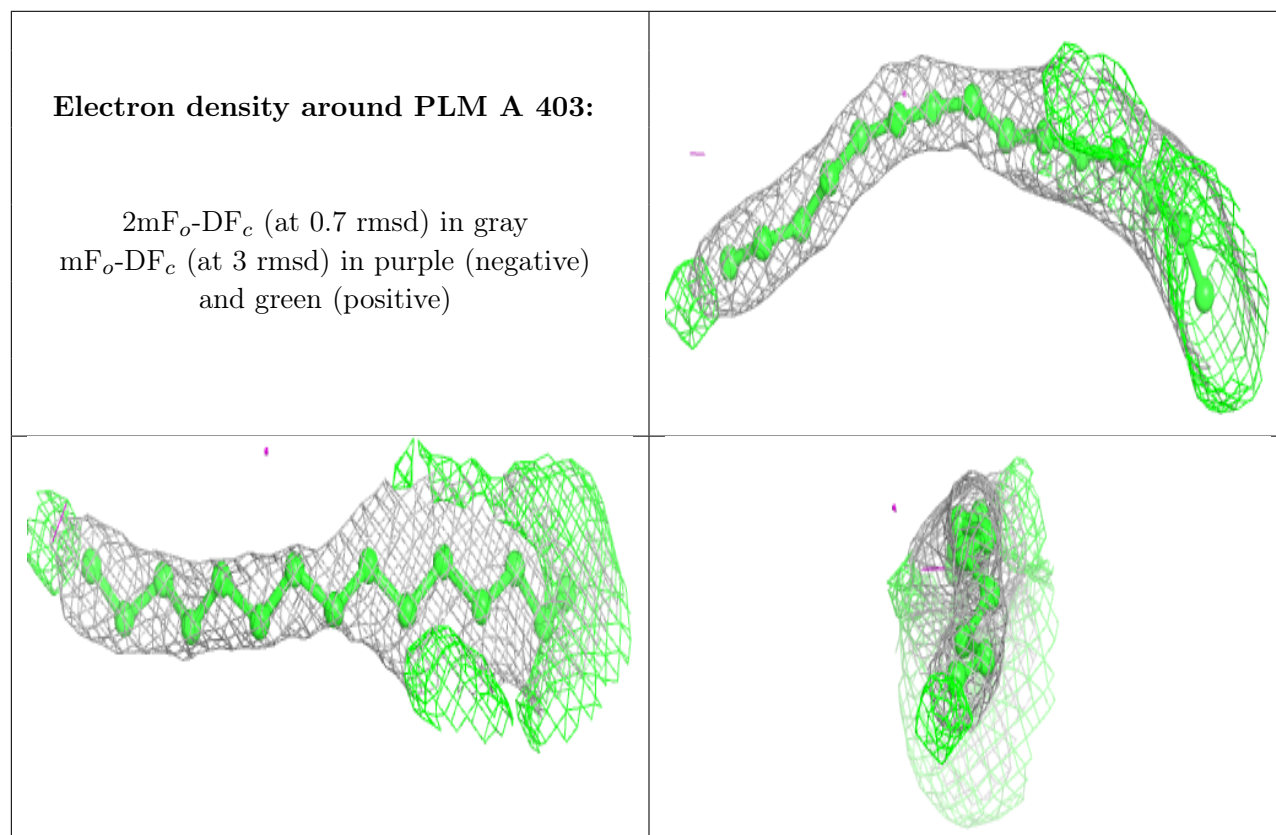 Electron density around PLM A 403:
2mFo-DFc (at 0.7 rmsd) in gray
mFo-DFc (at 3 rmsd) in purple (negative)
and green (positive)